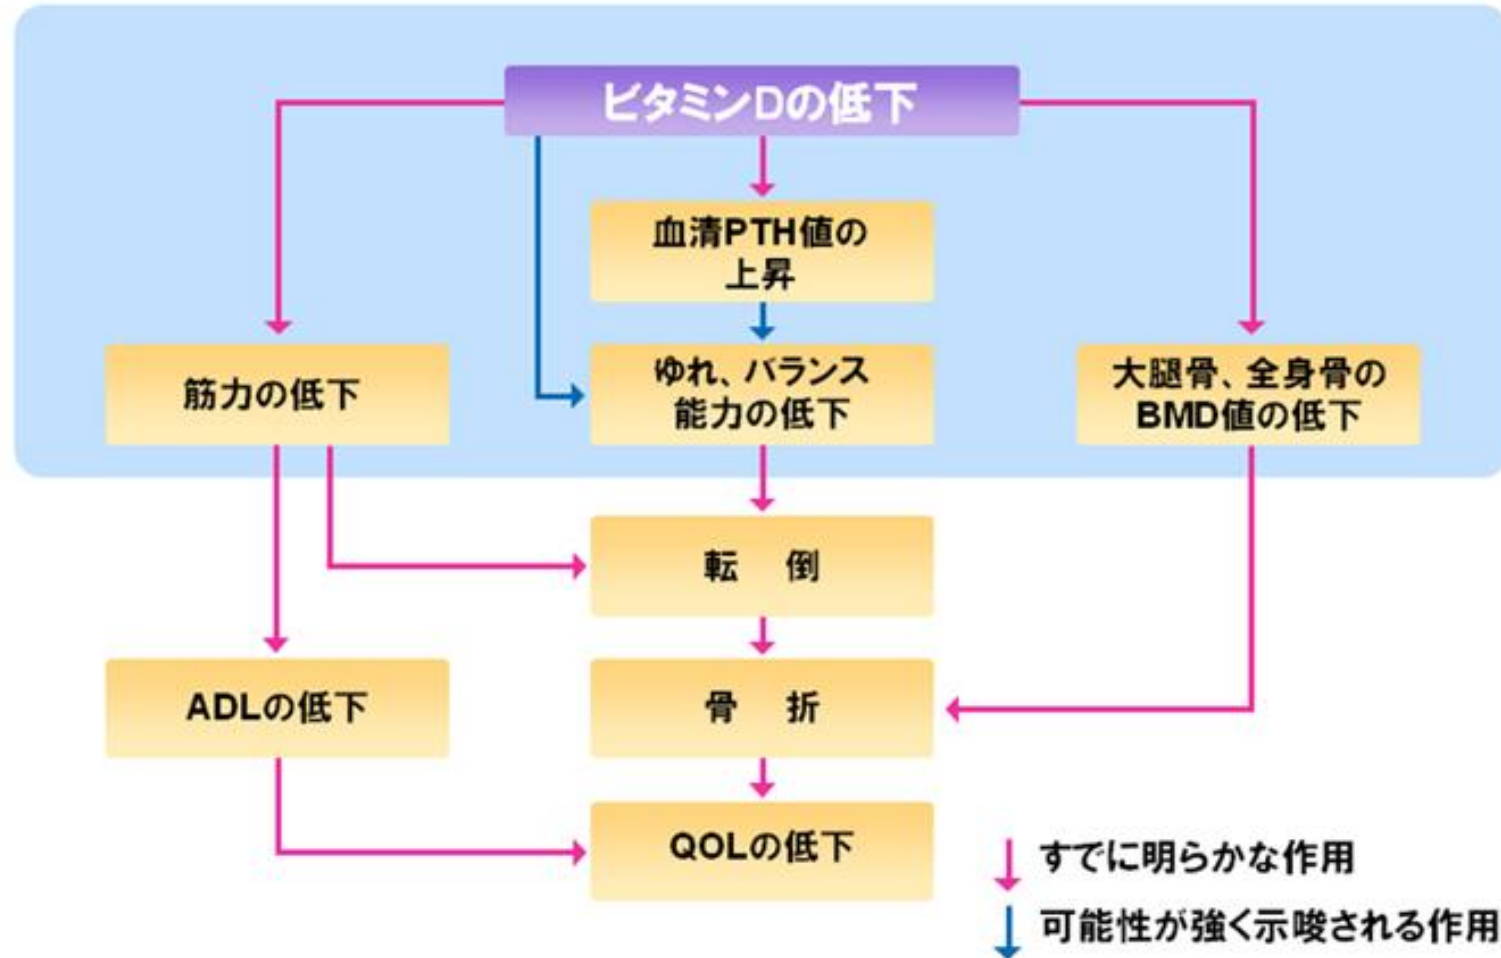 ビタミンDの低下
血清PTH値の
上昇
筋力の低下
ゆれ、バランス
能力の低下
大腿骨、全身骨の
BMD値の低下
転　倒
ADLの低下
骨　折
QOLの低下
すでに明らかな作用
可能性が強く示唆される作用